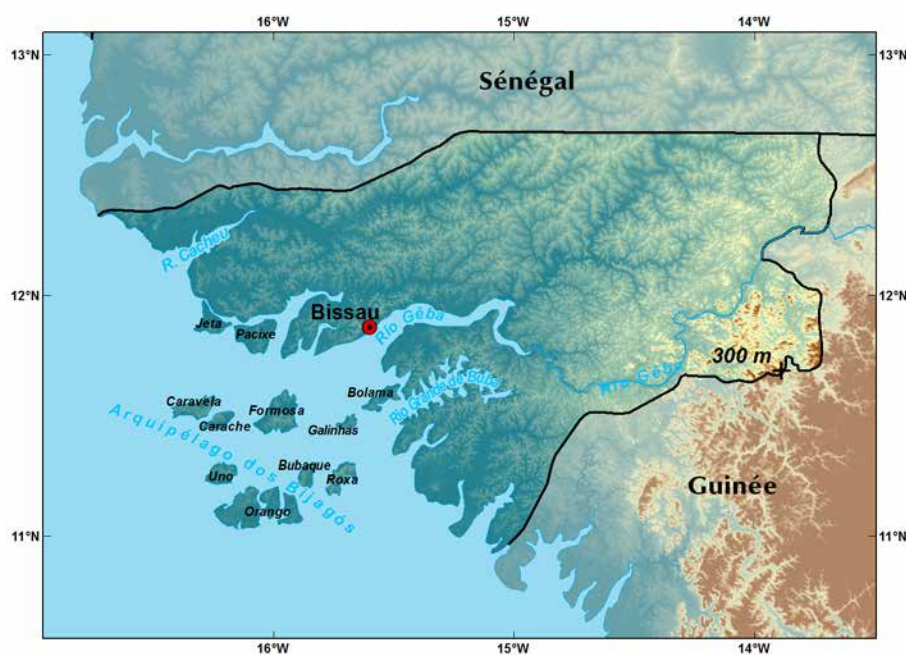 16°W 15°W 14°W
13°N 13°N
Sénégal
R. Cacheu
12°N 12°N
Bissau
Rio Géba
Jeta
Pacixe
300 m
Rio Géba
Bolama
Rio Grande de Buba
Caravela
Formosa
Carache
Galinhas
Arquipélago dos Bijagós
Bubaque
Uno
Roxa
Guinée
Orango
11°N 11°N
16°W 15°W 14°W